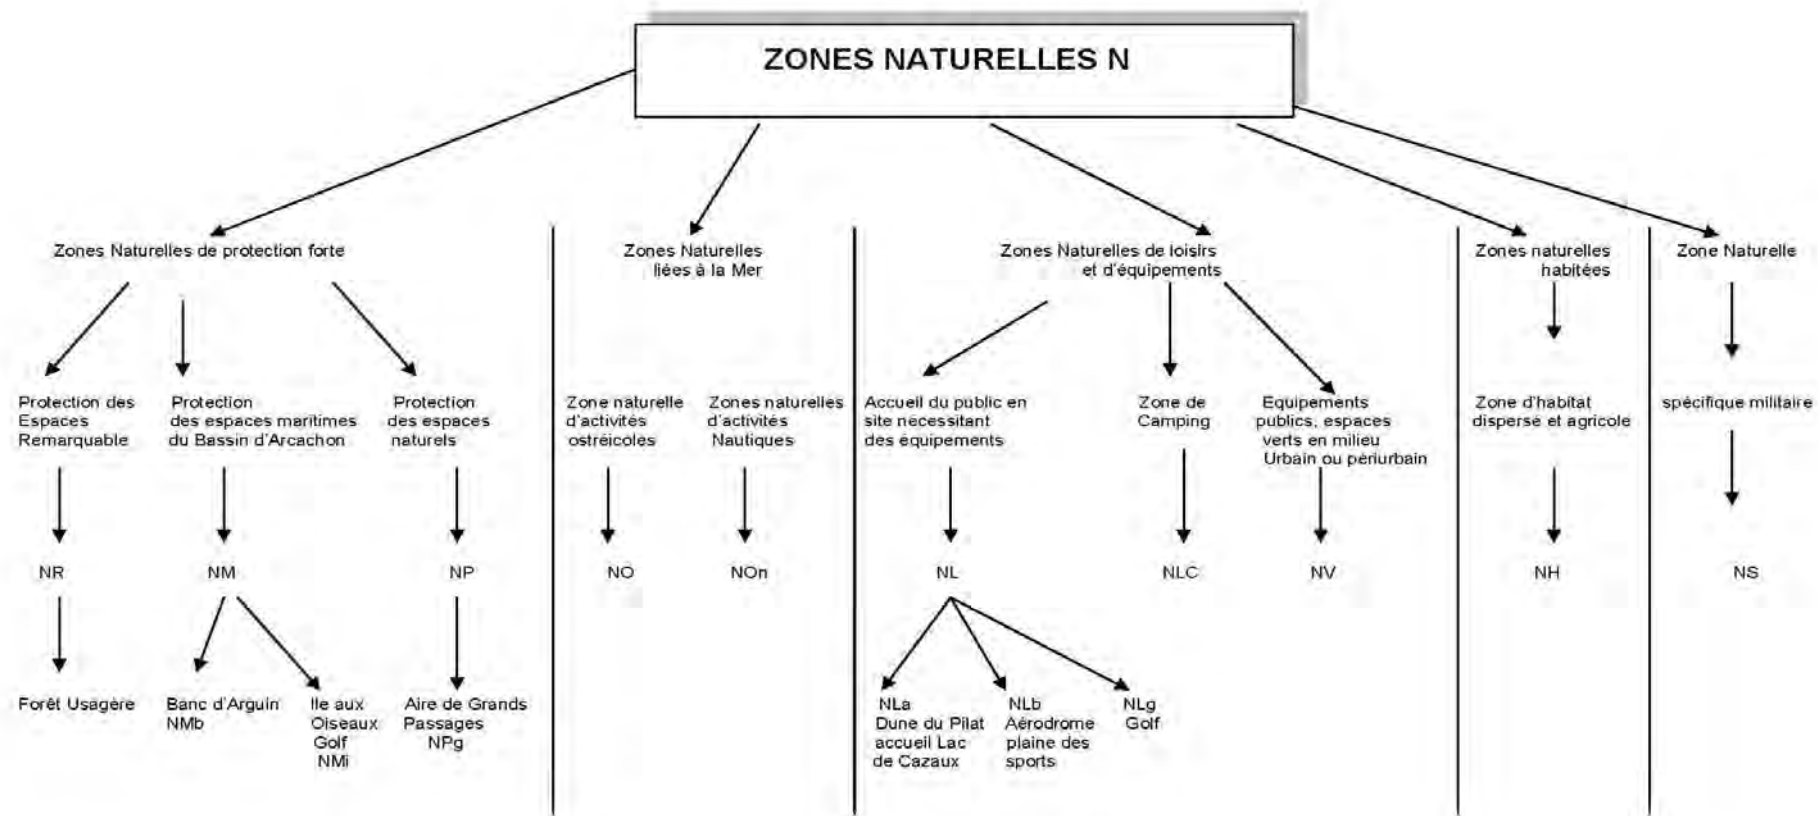 ZONES NATURELLES N
Zones Naturelles de protection forte
Zones Naturelles
liées à la Mer
Zones Naturelles de loisirs
et d'équipements
Zones naturelles
habitées
Zone Naturelle
Protection des
Espaces
Remarquable
Protection
des espaces maritimes
du Bassin d'Arcachon
Protection
des espaces
naturels
Zone naturelle
d'activités
ostréicoles
Zones naturelles
d'activités
Nautiques
Accueil du public en
site nécessitant
des équipements
Zone de
Camping
Equipements
publics, espaces
verts en milieu
Urbain ou périurbain
Zone d'habitat
dispersé et agricole
spécifique militaire
NR
NM
NP
NO
NOn
NL
NLC
NV
NH
NS
Forêt Usagère
Banc d'Arguin
NMb
Ile aux
Oiseaux
Golf
NMi
Aire de Grands
Passages
NPg
NLa
Dune du Pilat
accueil Lac
de Cazaux
NLb
Aérodrome
plaine des
sports
NLg
Golf